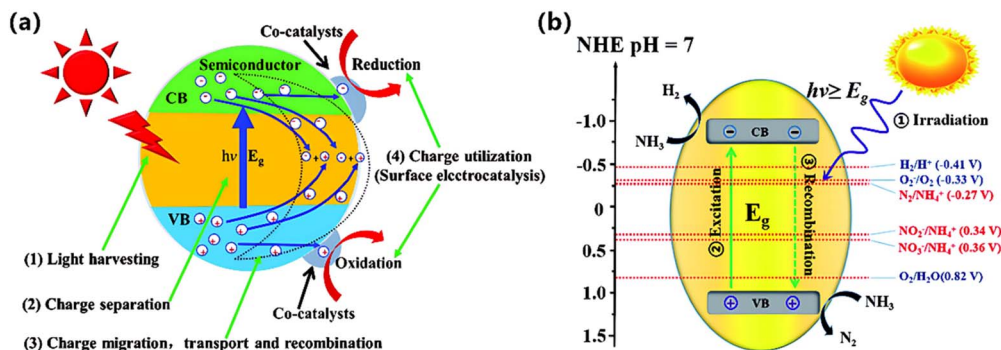 (a)
Co-catalysts
Reduction
Semiconductor
CB
hν E_g
(4) Charge utilization
(Surface elcctrocatalysis)
VB
Oxidation
(1) Light harvesting
Co-catalysts
(2) Charge separation
(3) Charge migration, transport and recombination
(b)
NHE pH = 7
H₂
NH₃
hν≥ E_g
① Irradiation
CB
-1.0
-0.5
0
0.5
1.0
1.5
② Excitation
③ Recombination
E_g
H₂/H⁺ (-0.41 V)
O₂⁻/O₂ (-0.33 V)
N₂/NH₄⁺ (-0.27 V)
NO₂⁻/NH₄⁺ (0.34 V)
NO₃⁻/NH₄⁺ (0.36 V)
O₂/H₂O(0.82 V)
VB
NH₃
N₂